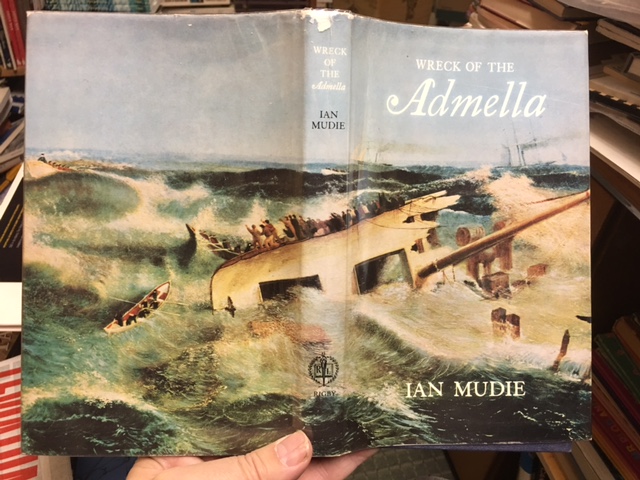 WRECK
OF
THE
Admella
IAN
MUDIE
RIGBY
WRECK OF THE
Admella
IAN MUDIE